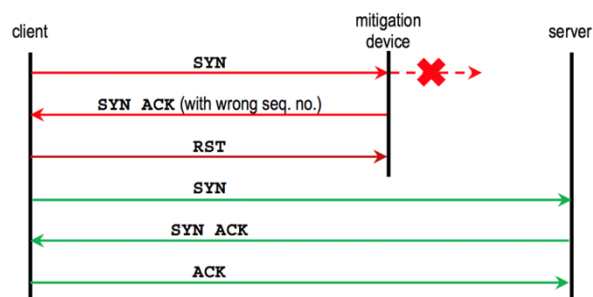 client
mitigation
device
server
SYN
SYN ACK (with wrong seq. no.)
RST
SYN
SYN ACK
ACK